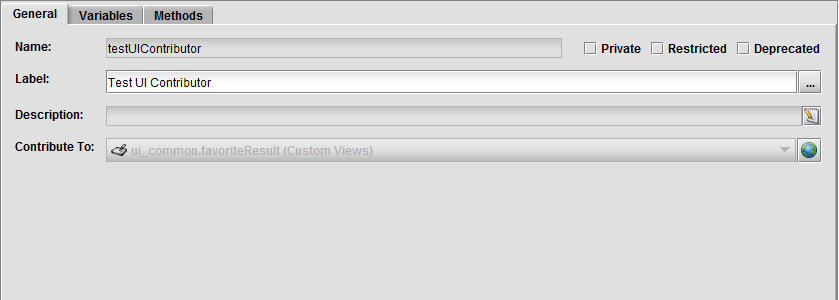 General Variables Methods
Name: testUIContributor Private Restricted Deprecated
Label: Test UI Contributor ...
Description:
Contribute To: ui_common.favoriteResult (Custom Views)